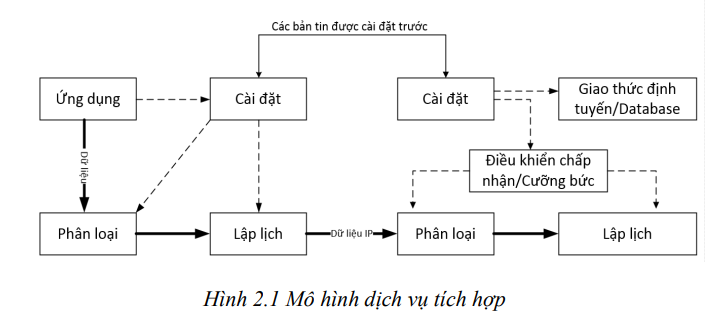 Các bản tin được cài đặt trước
Ứng dụng
Cài đặt
Cài đặt
Giao thức định
tuyến/Database
Dữ liệu
Điều khiển chấp
nhận/Cưỡng bức
Phân loại
Lập lịch
Dữ liệu IP
Phân loại
Lập lịch
Hình 2.1 Mô hình dịch vụ tích hợp